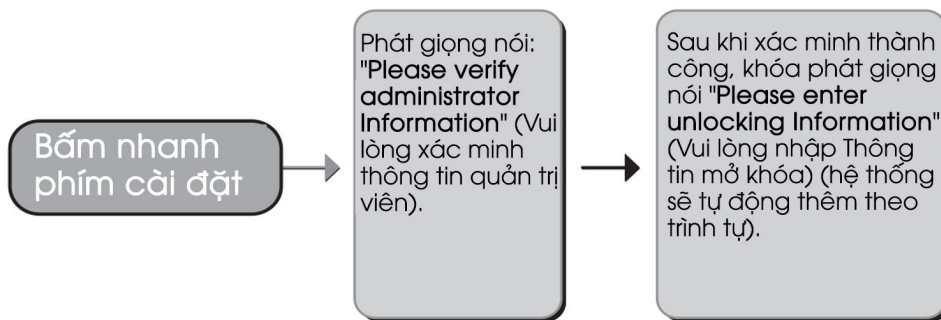 Bấm nhanh
phím cài đặt
Phát giọng nói:
"Please verify
administrator
Information" (Vui
lòng xác minh
thông tin quản trị
viên).
Sau khi xác minh thành
công, khóa phát giọng
nói "Please enter
unlocking Information"
(Vui lòng nhập Thông
tin mở khóa) (hệ thống
sẽ tự động thêm theo
trình tự).